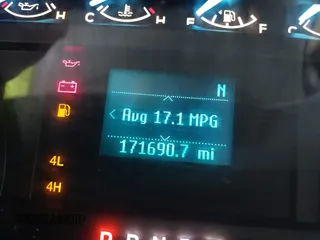 C H C H E F
N
< Avg 17.1 MPG
171690.7 mi
4L
4H
P R N D